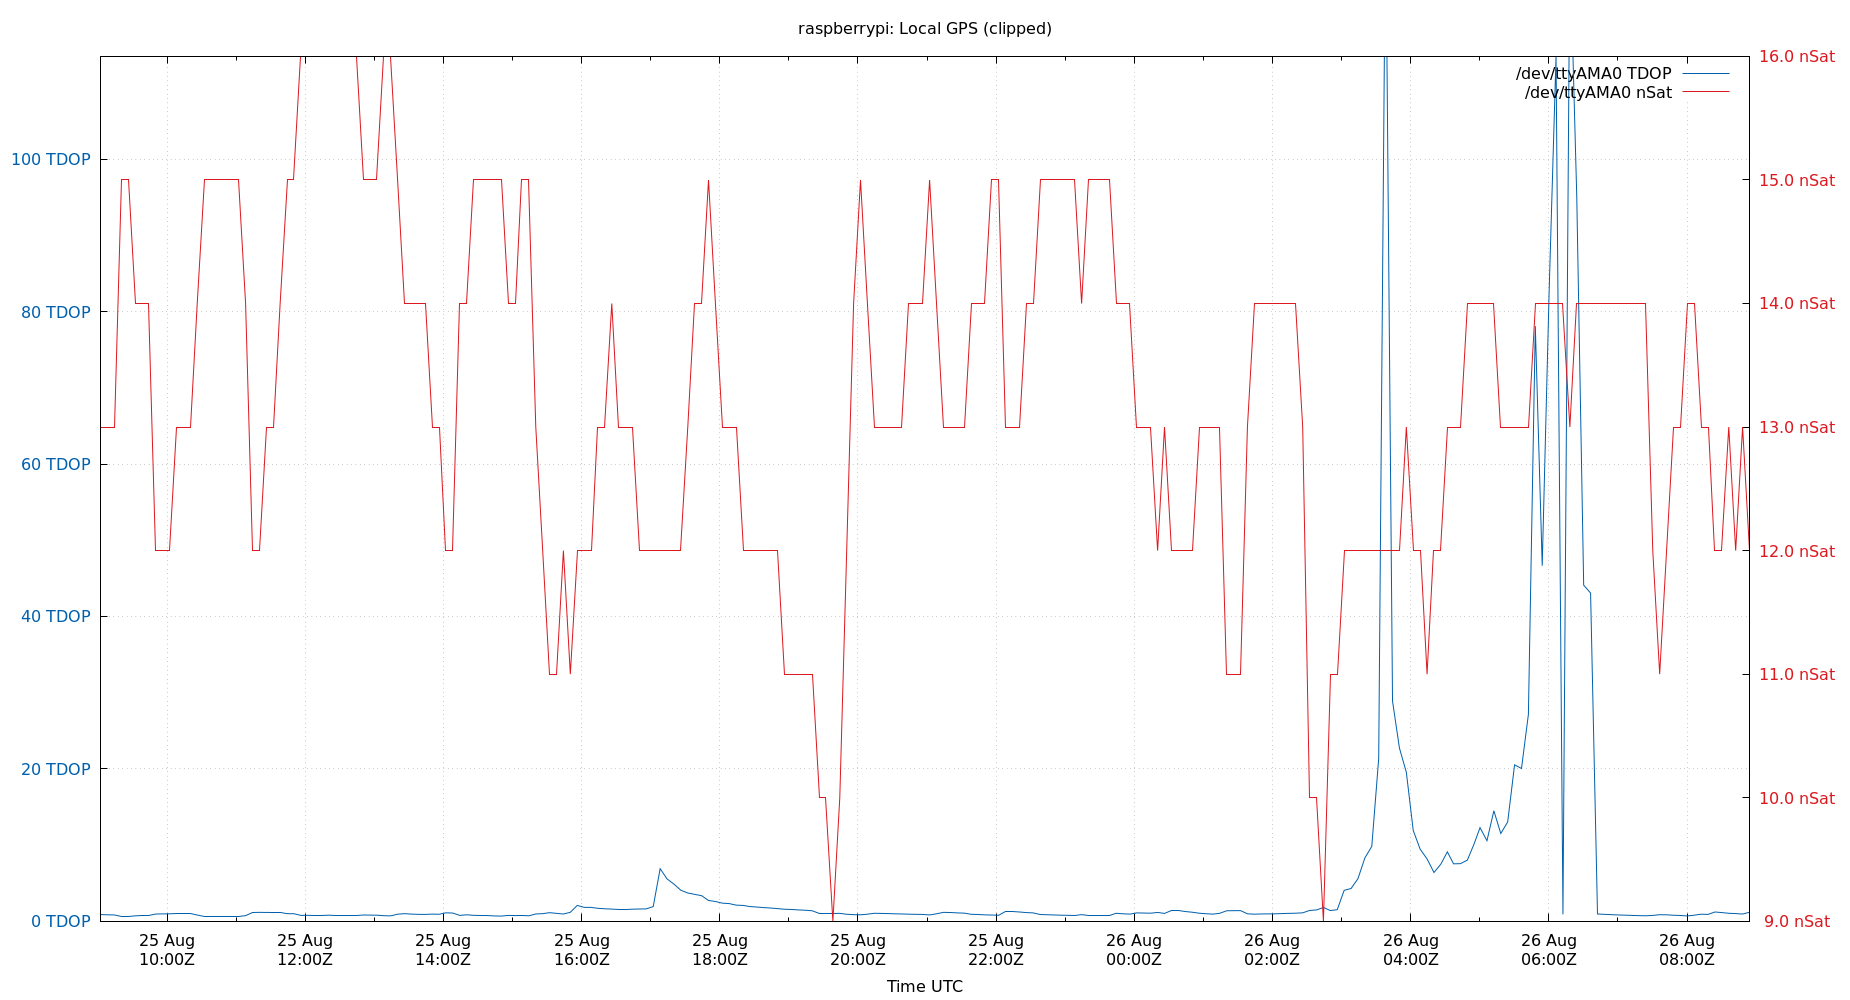 raspberrypi: Local GPS (clipped)
16.0 nSat
/dev/ttyAMA0 TDOP
/dev/ttyAMA0 nSat
100 TDOP
15.0 nSat
80 TDOP
14.0 nSat
13.0 nSat
60 TDOP
12.0 nSat
40 TDOP
11.0 nSat
20 TDOP
10.0 nSat
0 TDOP
9.0 nSat
25 Aug 25 Aug 25 Aug 25 Aug 25 Aug 25 Aug 25 Aug 26 Aug 26 Aug 26 Aug 26 Aug 26 Aug
10:00Z 12:00Z 14:00Z 16:00Z 18:00Z 20:00Z 22:00Z 00:00Z 02:00Z 04:00Z 06:00Z 08:00Z
Time UTC